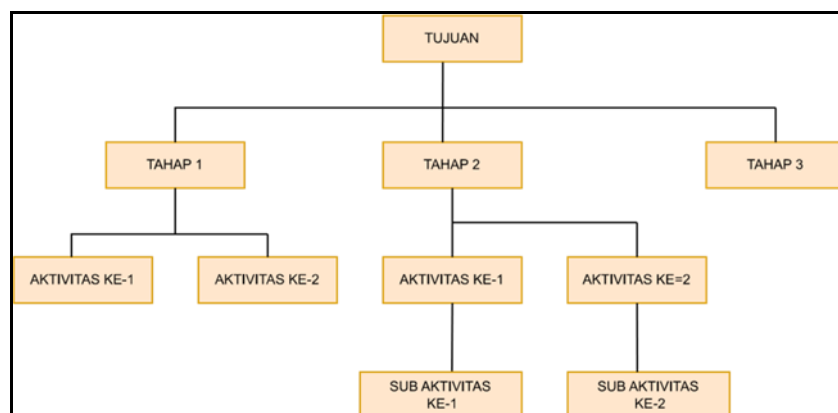 TUJUAN
TAHAP 1
TAHAP 2
TAHAP 3
AKTIVITAS KE-1
AKTIVITAS KE-2
AKTIVITAS KE-1
AKTIVITAS KE=2
SUB AKTIVITAS
KE-1
SUB AKTIVITAS
KE-2